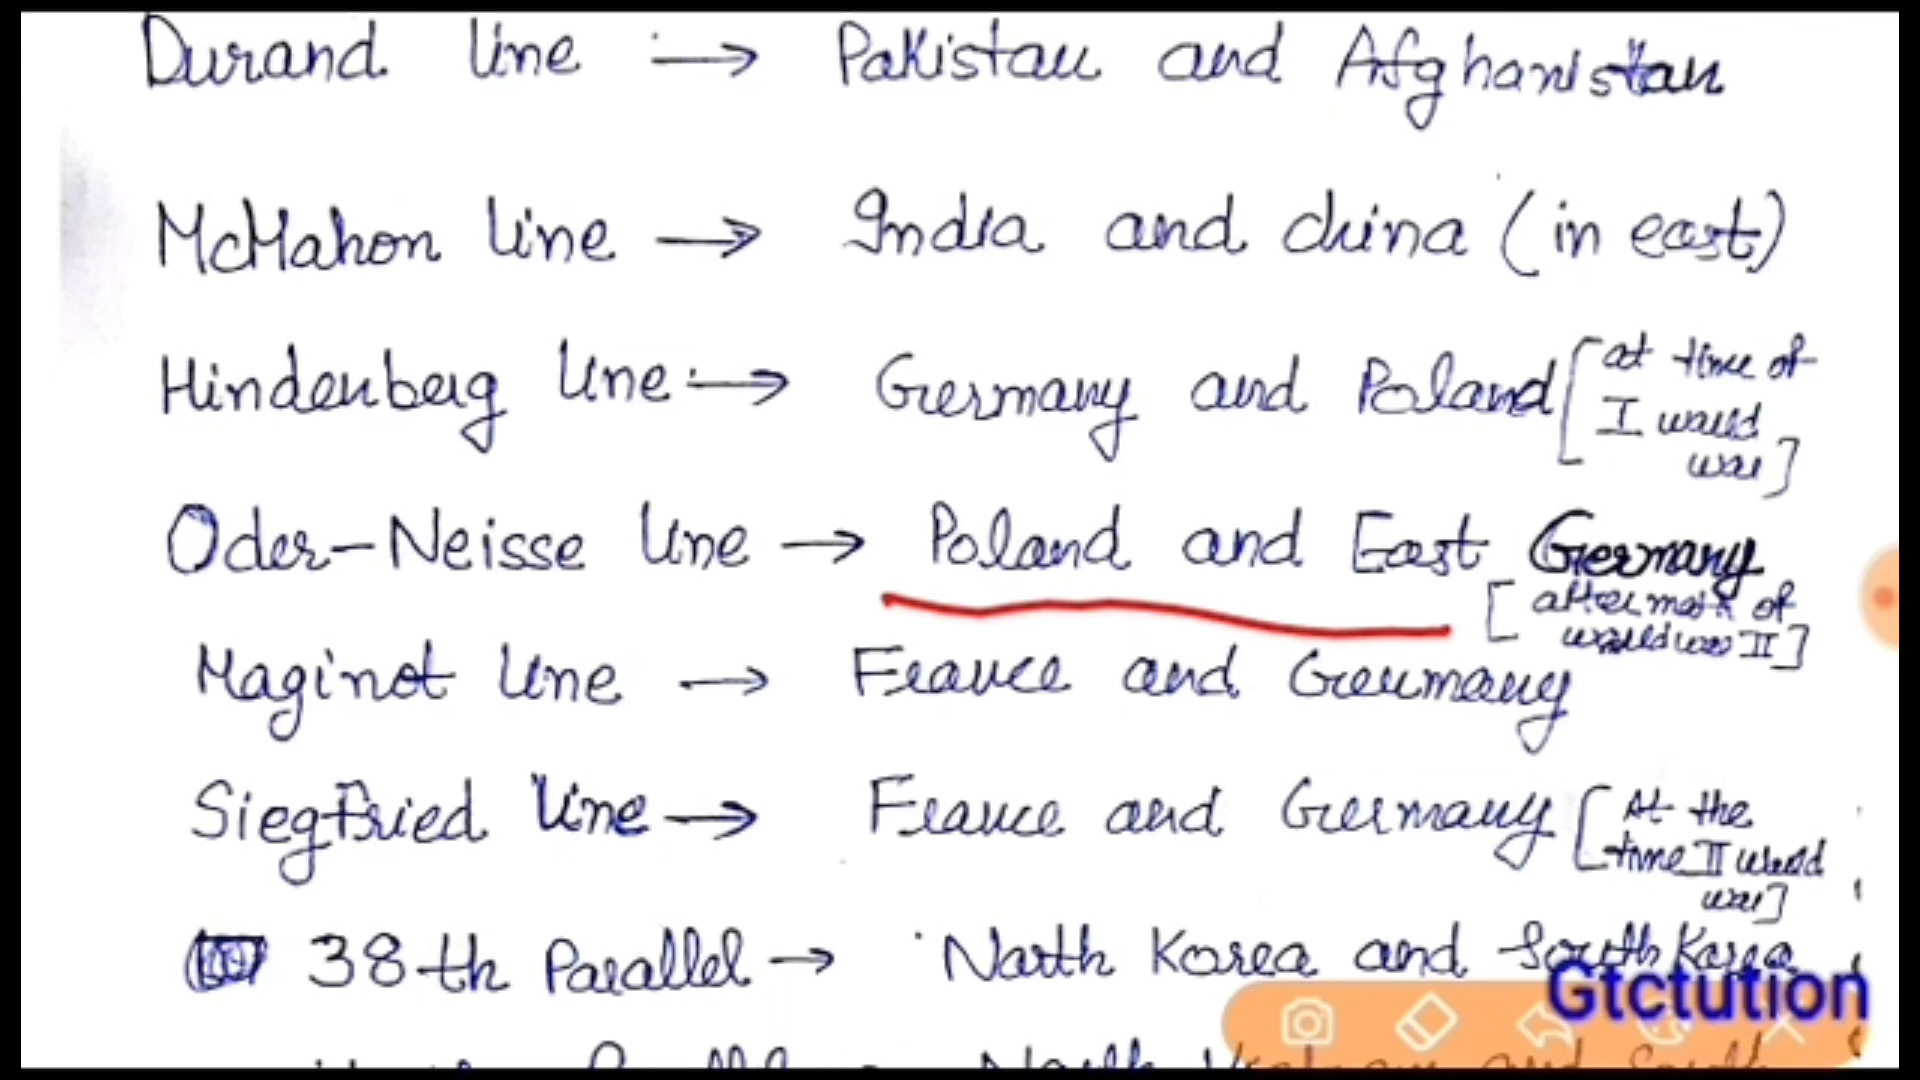 Durand line → Pakistan and Afghanistan
McMahon line → India and china (in east)
Hindenberg line: → Germany and Poland [at time of
I world
war]
Oder-Neisse line → Poland and East Germany
[aftermath of
world war II]
Maginot line → France and Germany
Siegfried line → France and Germany [At the
time II world
war]
38-th Parallel → North Korea and South Korea
Gtctution